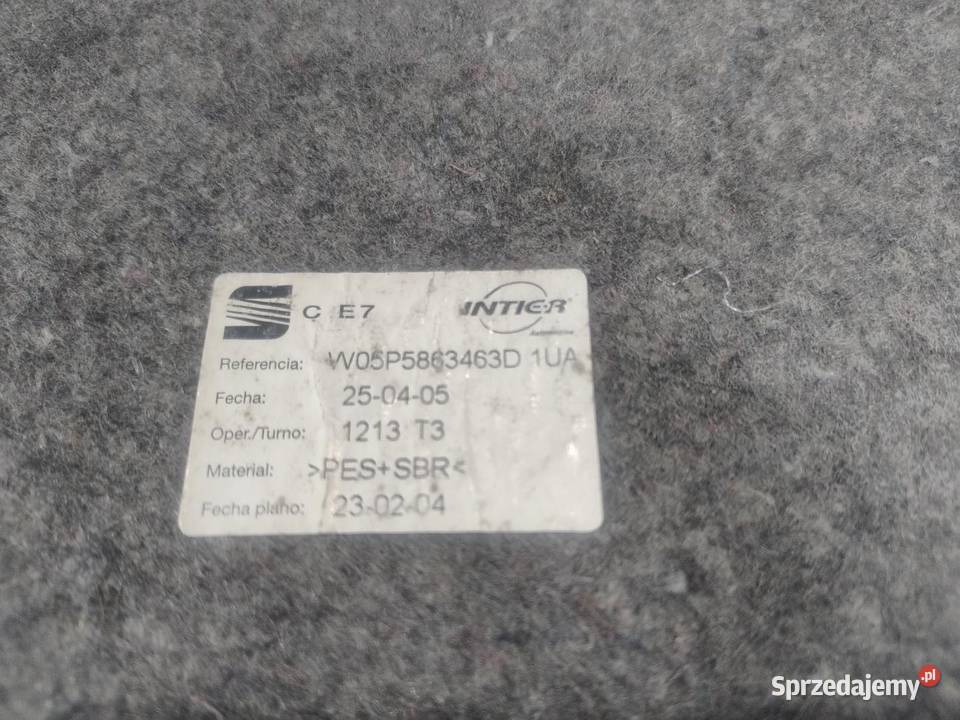 C E7
INTIER
Automotive
Referencia: W05P5863463D 1UA
Fecha: 25-04-05
Oper./Turno: 1213 T3
Material: >PES+SBR<
Fecha plano: 23-02-04
Sprzedajemy.pl